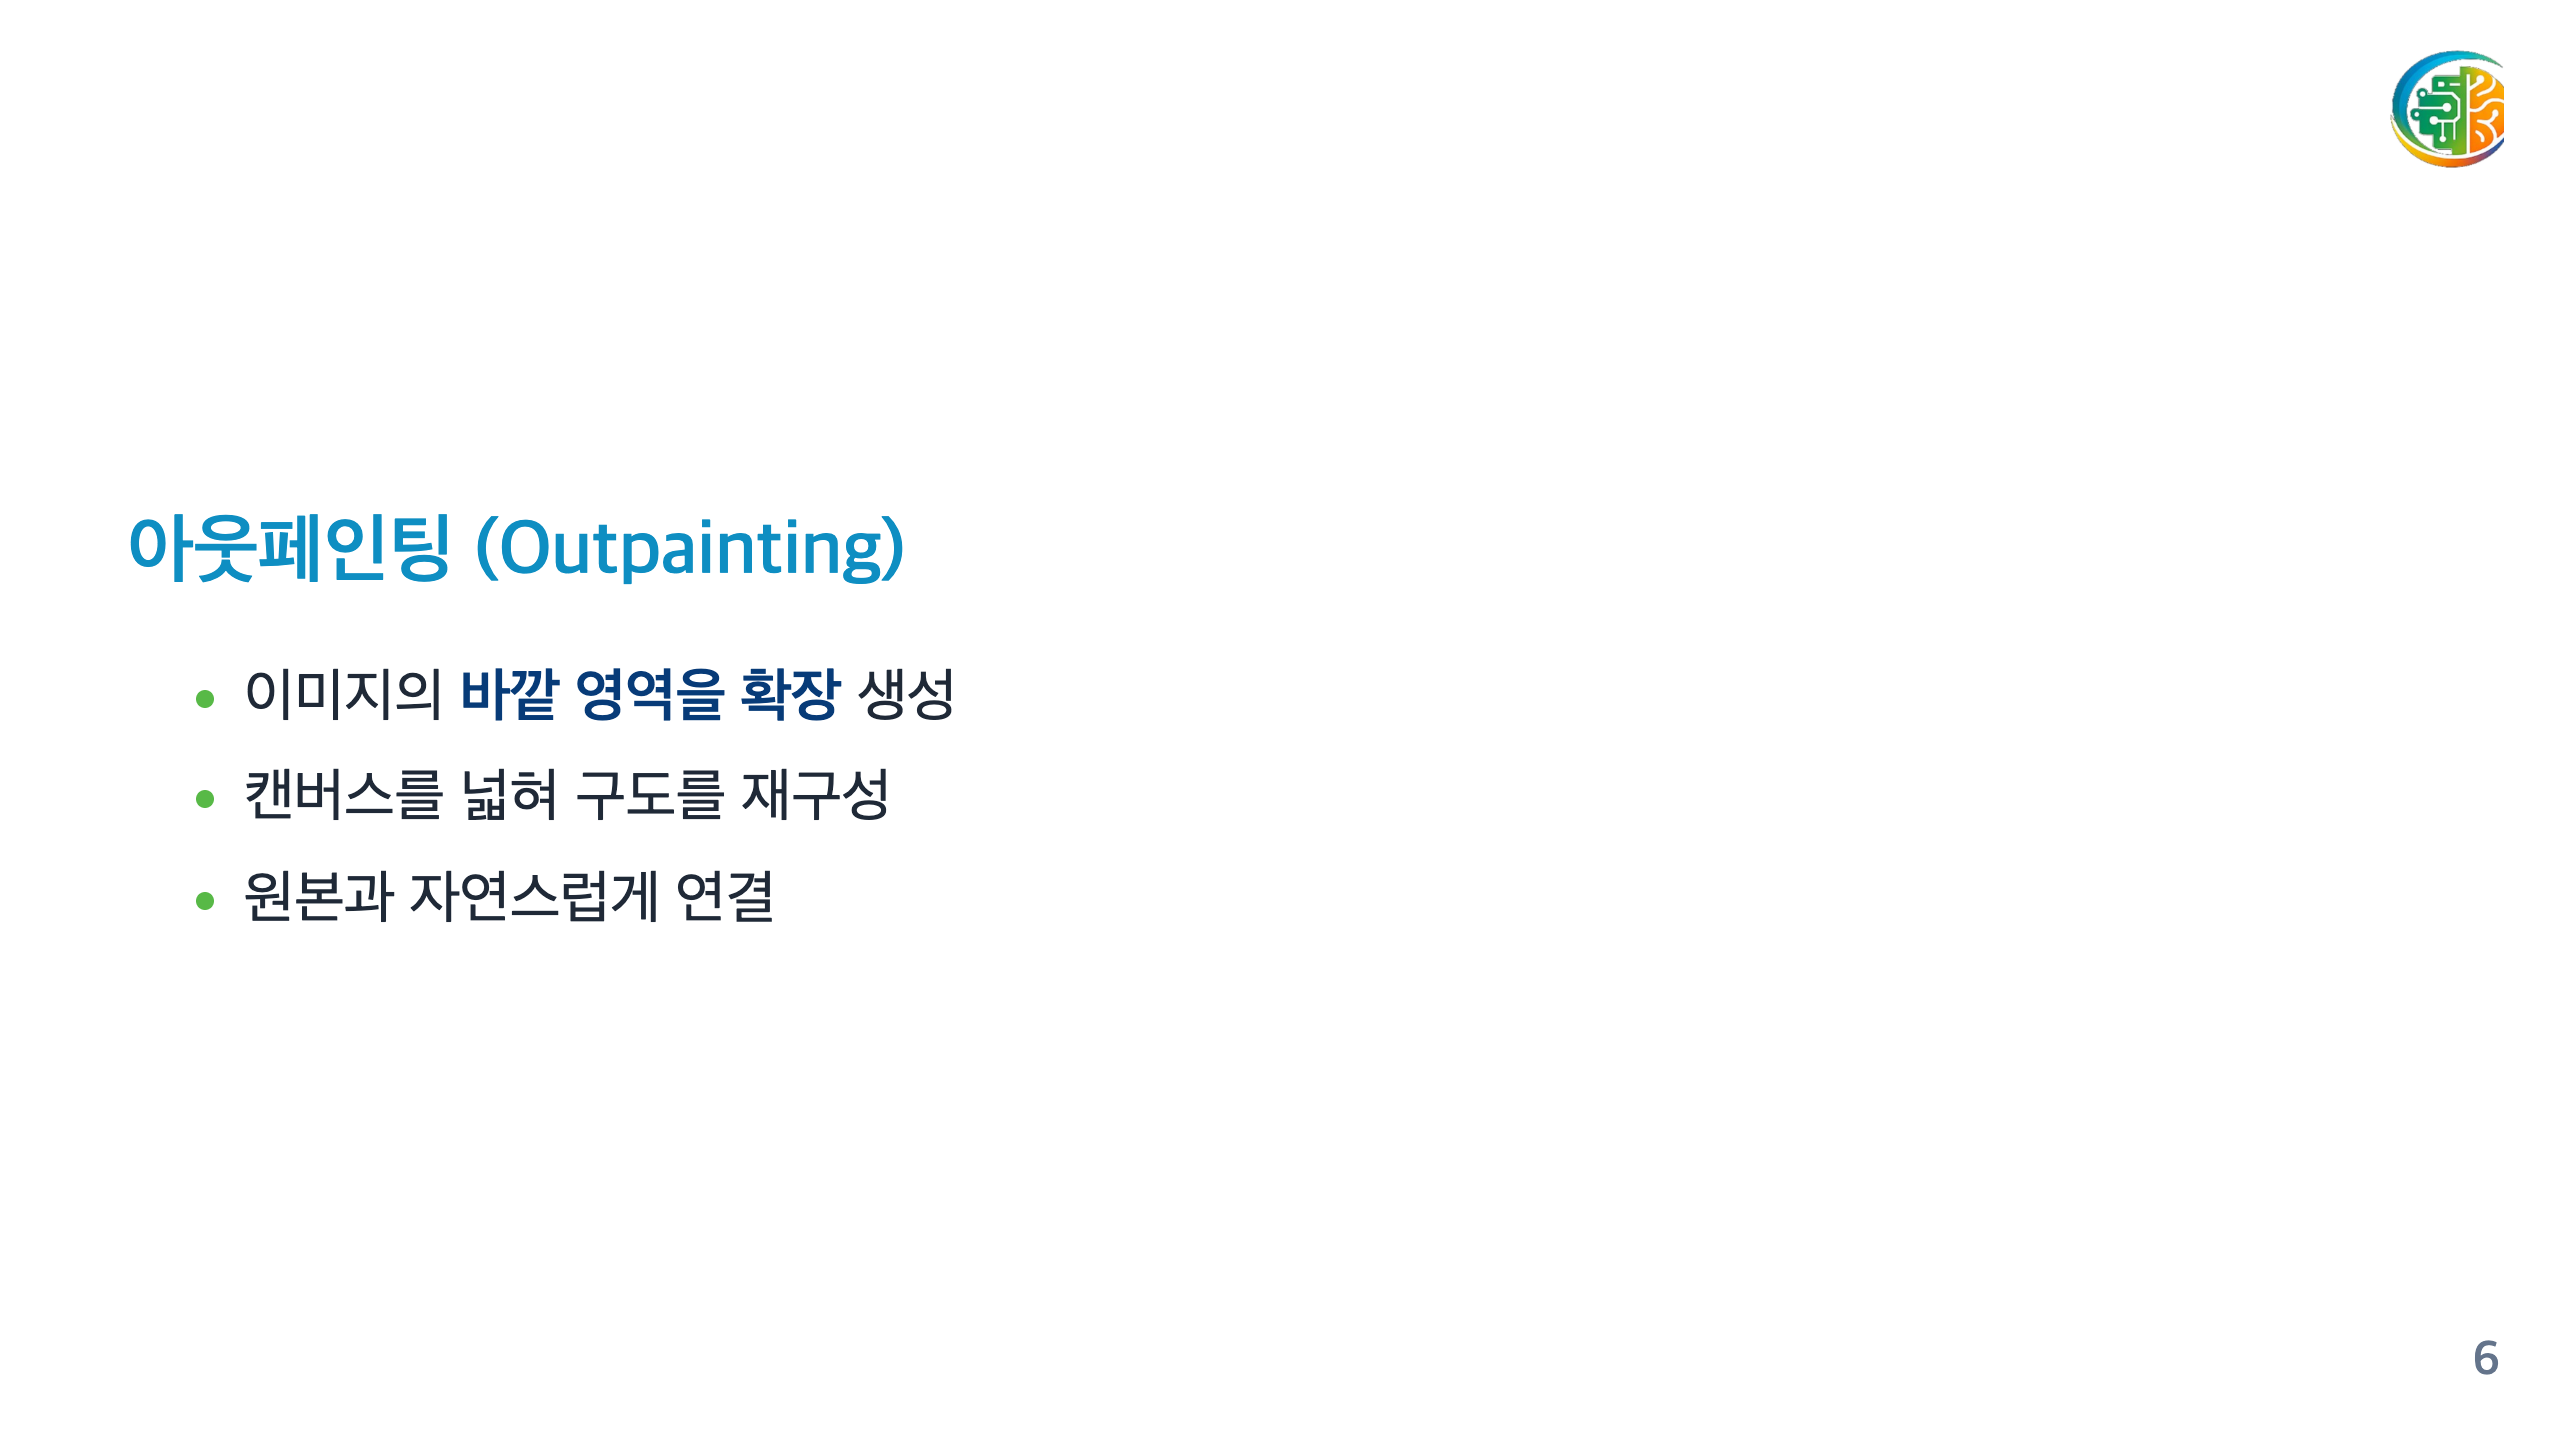 아웃페인팅 (Outpainting)
이미지의 바깥 영역을 확장 생성
캔버스를 넓혀 구도를 재구성
원본과 자연스럽게 연결
6